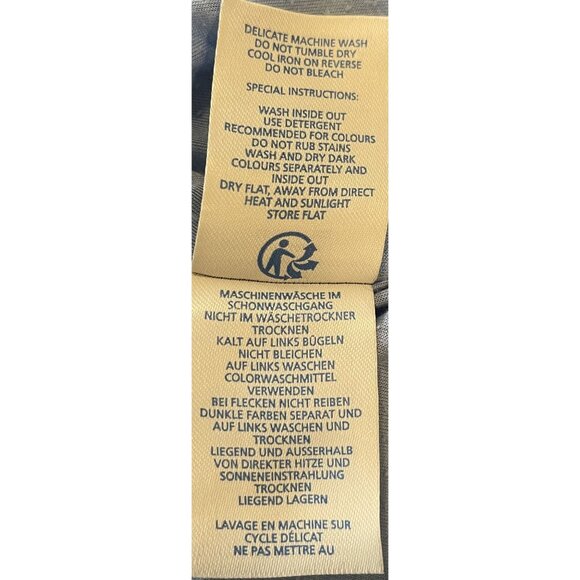 DELICATE MACHINE WASH
DO NOT TUMBLE DRY
COOL IRON ON REVERSE
DO NOT BLEACH
SPECIAL INSTRUCTIONS:
WASH INSIDE OUT
USE DETERGENT
RECOMMENDED FOR COLOURS
DO NOT RUB STAINS
WASH AND DRY DARK
COLOURS SEPARATELY AND
INSIDE OUT
DRY FLAT, AWAY FROM DIRECT
HEAT AND SUNLIGHT
STORE FLAT
MASCHINENWÄSCHE IM
SCHONWASCHGANG
NICHT IM WÄSCHETROCKNER
TROCKNEN
KALT AUF LINKS BÜGELN
NICHT BLEICHEN
AUF LINKS WASCHEN
COLORWASCHMITTEL
VERWENDEN
BEI FLECKEN NICHT REIBEN
DUNKLE FARBEN SEPARAT UND
AUF LINKS WASCHEN UND
TROCKNEN
LIEGEND UND AUSSERHALB
VON DIREKTER HITZE UND
SONNENEINSTRAHLUNG
TROCKNEN
LIEGEND LAGERN
LAVAGE EN MACHINE SUR
CYCLE DÉLICAT
NE PAS METTRE AU